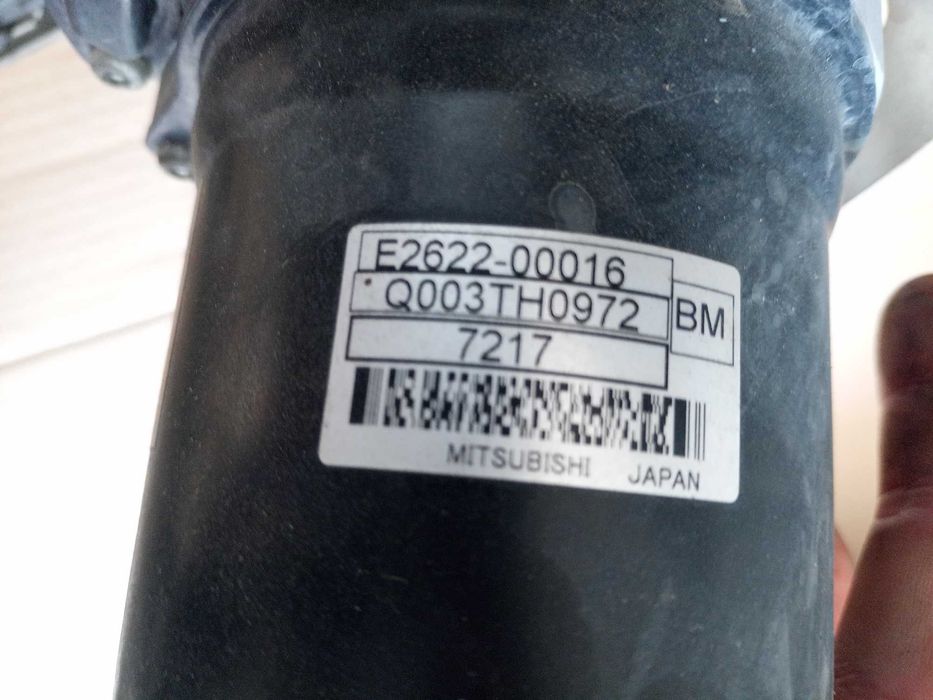 E2622-00016
Q003TH0972
BM
7217
MITSUBISHI JAPAN